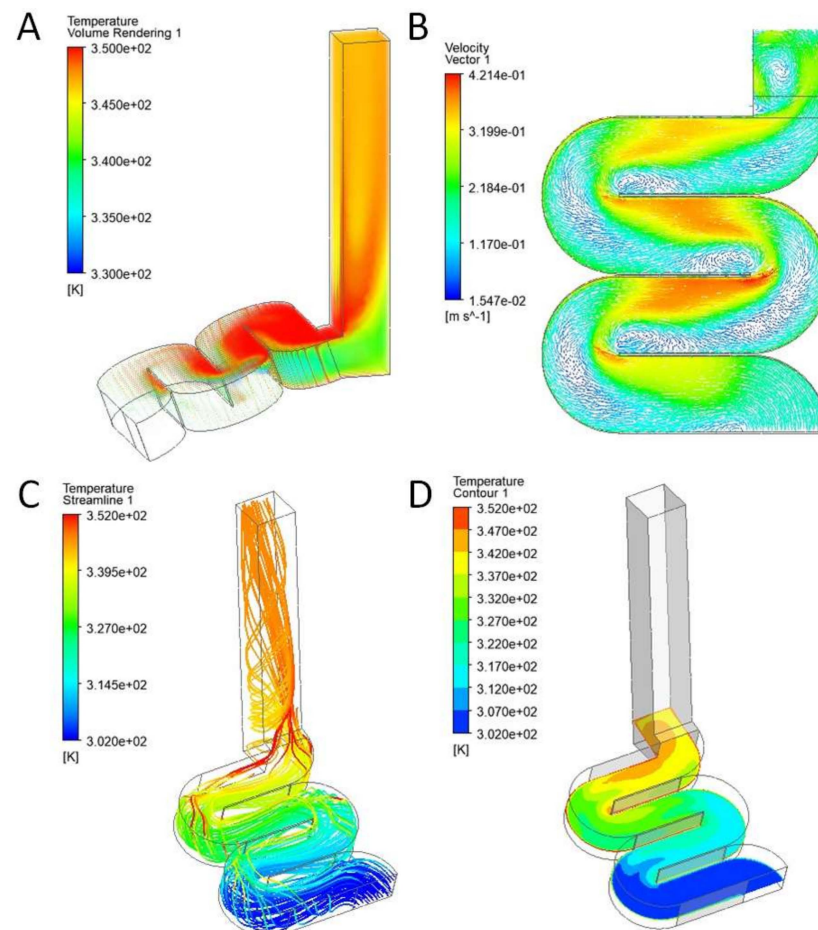 A
Temperature
Volume Rendering 1
3.500e+02
3.450e+02
3.400e+02
3.350e+02
3.300e+02
[K]
B
Velocity
Vector 1
4.214e-01
3.199e-01
2.184e-01
1.170e-01
1.547e-02
[m s^-1]
C
Temperature
Streamline 1
3.520e+02
3.395e+02
3.270e+02
3.145e+02
3.020e+02
[K]
D
Temperature
Contour 1
3.520e+02
3.470e+02
3.420e+02
3.370e+02
3.320e+02
3.270e+02
3.220e+02
3.170e+02
3.120e+02
3.070e+02
3.020e+02
[K]